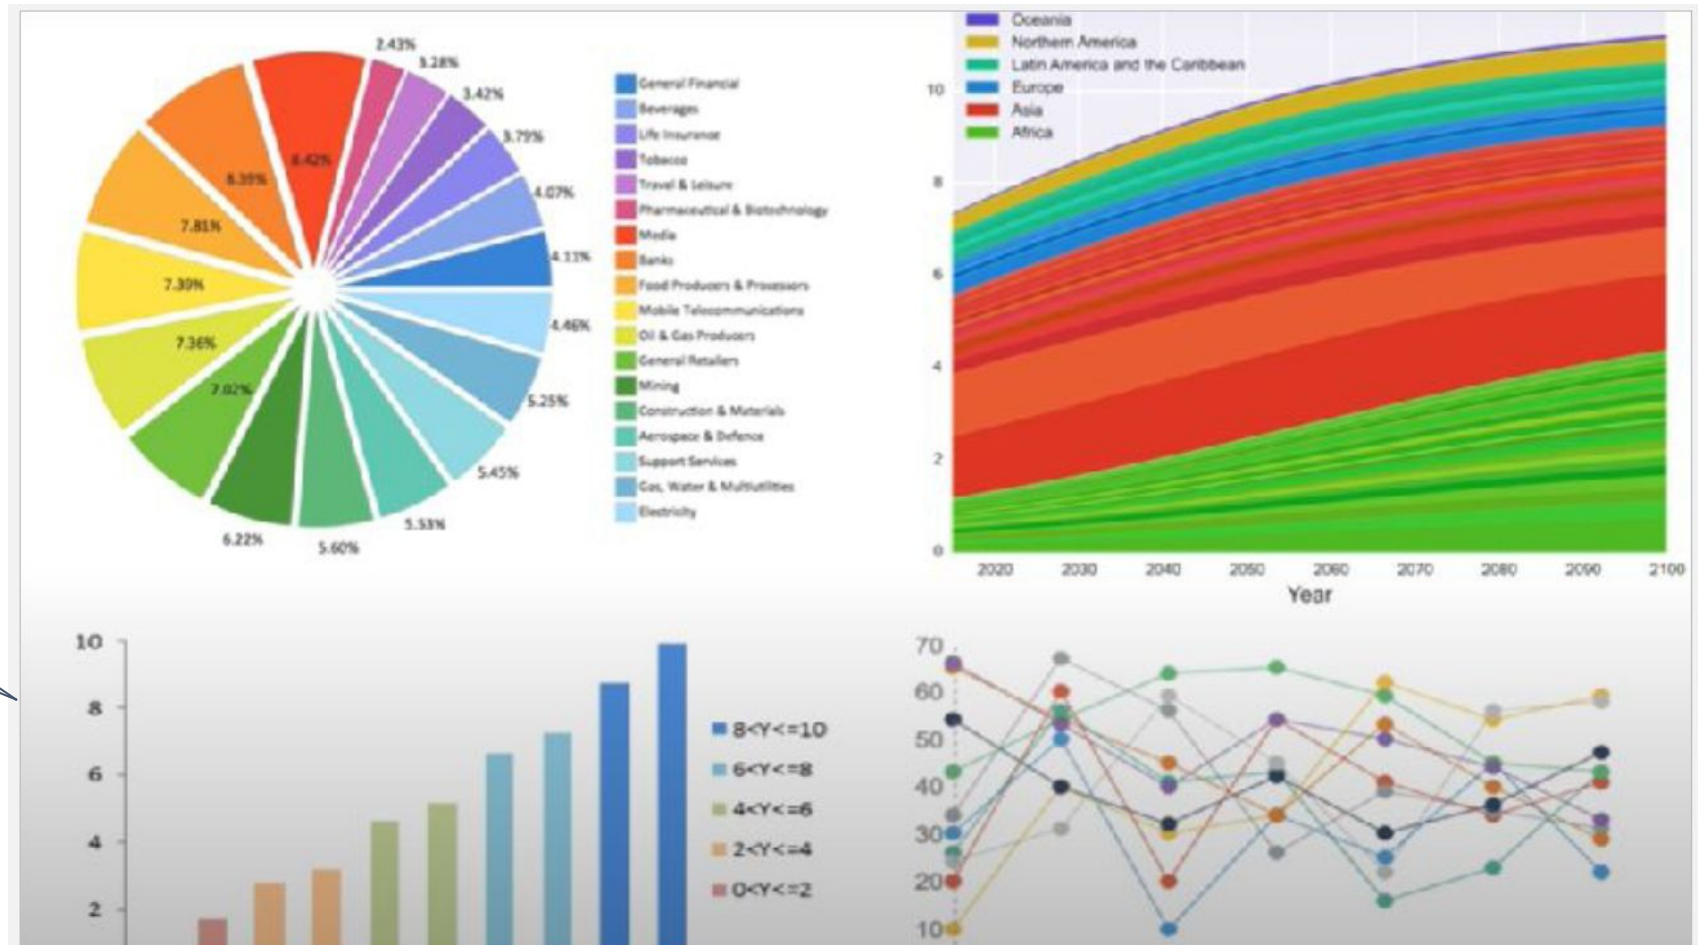 2.43%
3.28%
3.42%
3.79%
4.07%
4.11%
4.46%
5.25%
5.45%
5.53%
5.60%
6.22%
7.02%
7.36%
7.39%
7.81%
8.39%
8.42%
General Financial
Beverages
Life Insurance
Tobacco
Travel & Leisure
Pharmaceutical & Biotechnology
Media
Banks
Food Producers & Processors
Mobile Telecommunications
Oil & Gas Producers
General Retailers
Mining
Construction & Materials
Aerospace & Defence
Support Services
Gas, Water & Multiutilities
Electricity
Oceania
Northern America
Latin America and the Caribbean
Europe
Asia
Africa
10
8
6
4
2
0
2020 2030 2040 2050 2060 2070 2080 2090 2100
Year
10
8
6
4
2
8<Y<=10
6<Y<=8
4<Y<=6
2<Y<=4
0<Y<=2
70
60
50
40
30
20
10